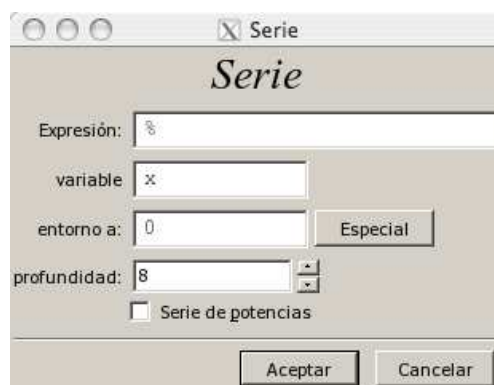 Serie
Serie
Expresión: %
variable x
entorno a: 0 Especial
profundidad: 8
Serie de potencias
Aceptar Cancelar